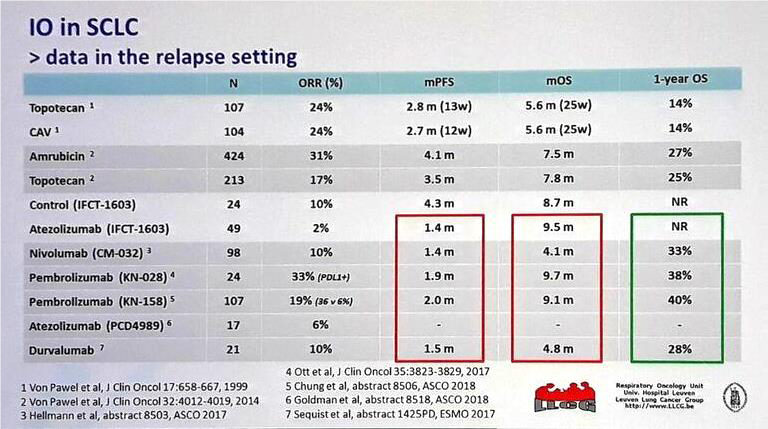 IO in SCLC
> data in the relapse setting
N ORR (%) mPFS mOS 1-year OS
Topotecan 1 107 24% 2.8 m (13w) 5.6 m (25w) 14%
CAV 1 104 24% 2.7 m (12w) 5.6 m (25w) 14%
Amrubicin 2 424 31% 4.1 m 7.5 m 27%
Topotecan 2 213 17% 3.5 m 7.8 m 25%
Control (IFCT-1603) 24 10% 4.3 m 8.7 m NR
Atezolizumab (IFCT-1603) 49 2% 1.4 m 9.5 m NR
Nivolumab (CM-032) 3 98 10% 1.4 m 4.1 m 33%
Pembrolizumab (KN-028) 4 24 33% (PDL1+) 1.9 m 9.7 m 38%
Pembrolizumab (KN-158) 5 107 19% (36 v 6%) 2.0 m 9.1 m 40%
Atezolizumab (PCD4989) 6 17 6% - - -
Durvalumab 7 21 10% 1.5 m 4.8 m 28%
1 Von Pawel et al, J Clin Oncol 17:658-667, 1999
2 Von Pawel et al, J Clin Oncol 32:4012-4019, 2014
3 Hellmann et al, abstract 8503, ASCO 2017
4 Ott et al, J Clin Oncol 35:3823-3829, 2017
5 Chung et al, abstract 8506, ASCO 2018
6 Goldman et al, abstract 8518, ASCO 2018
7 Sequist et al, abstract 1425PD, ESMO 2017
LLCG
Respiratory Oncology Unit
Univ. Hospital Leuven
Leuven Lung Cancer Group
http://www.LLCG.be